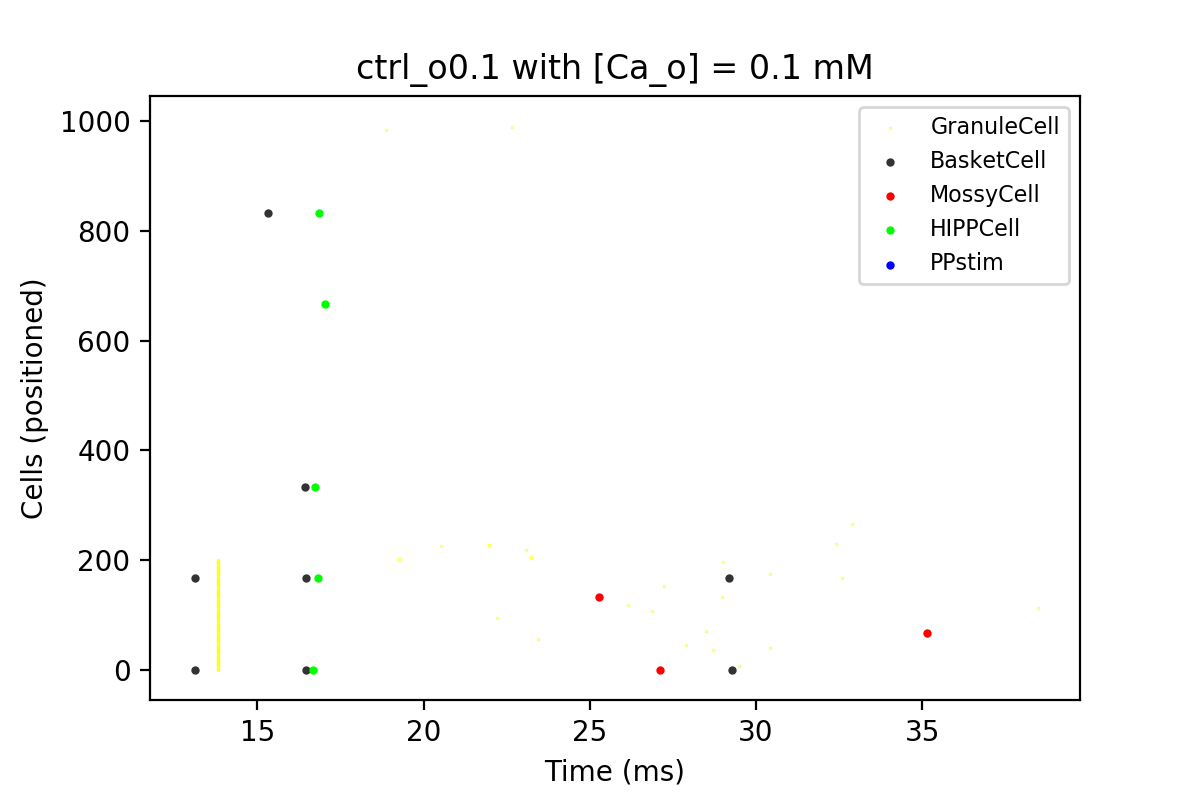 ctrl_o0.1 with [Ca_o] = 0.1 mM
1000
800
600
400
200
0
Cells (positioned)
15 20 25 30 35
Time (ms)
GranuleCell
BasketCell
MossyCell
HIPPCell
PPstim